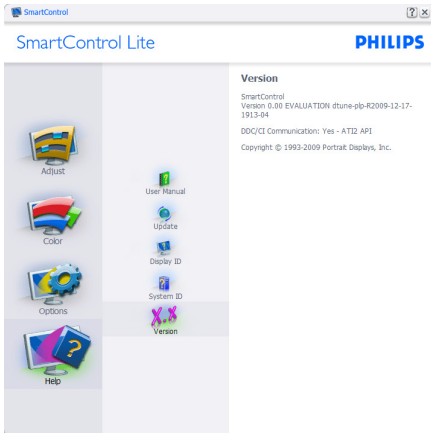 SmartControl
?
SmartControl Lite
PHILIPS
Adjust
Color
Options
Help
User Manual
Update
Display ID
System ID
X.X
Version
Version
SmartControl
Version 0.00 EVALUATION dtune-plp-R2009-12-17-
1913-04
DDC/CI Communication: Yes - ATI2 API
Copyright © 1993-2009 Portrait Displays, Inc.